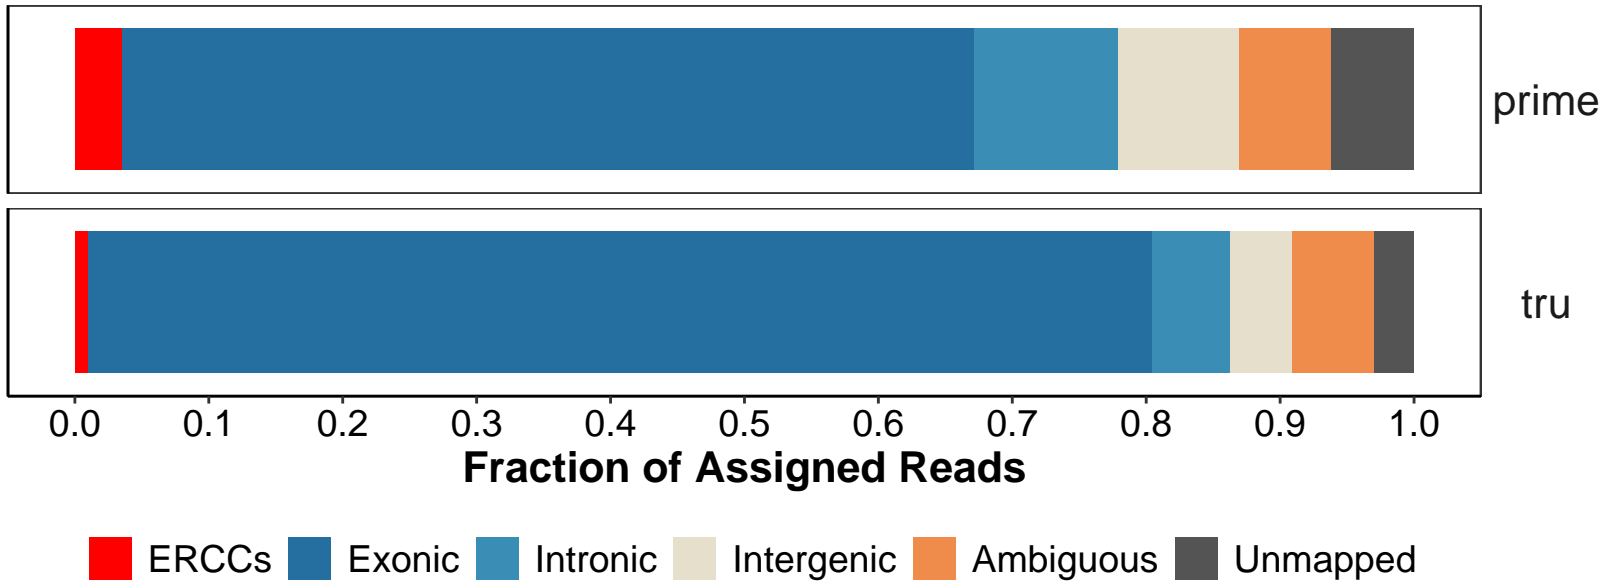 prime
tru
0.0 0.1 0.2 0.3 0.4 0.5 0.6 0.7 0.8 0.9 1.0
Fraction of Assigned Reads
ERCCs Exonic Intronic Intergenic Ambiguous Unmapped